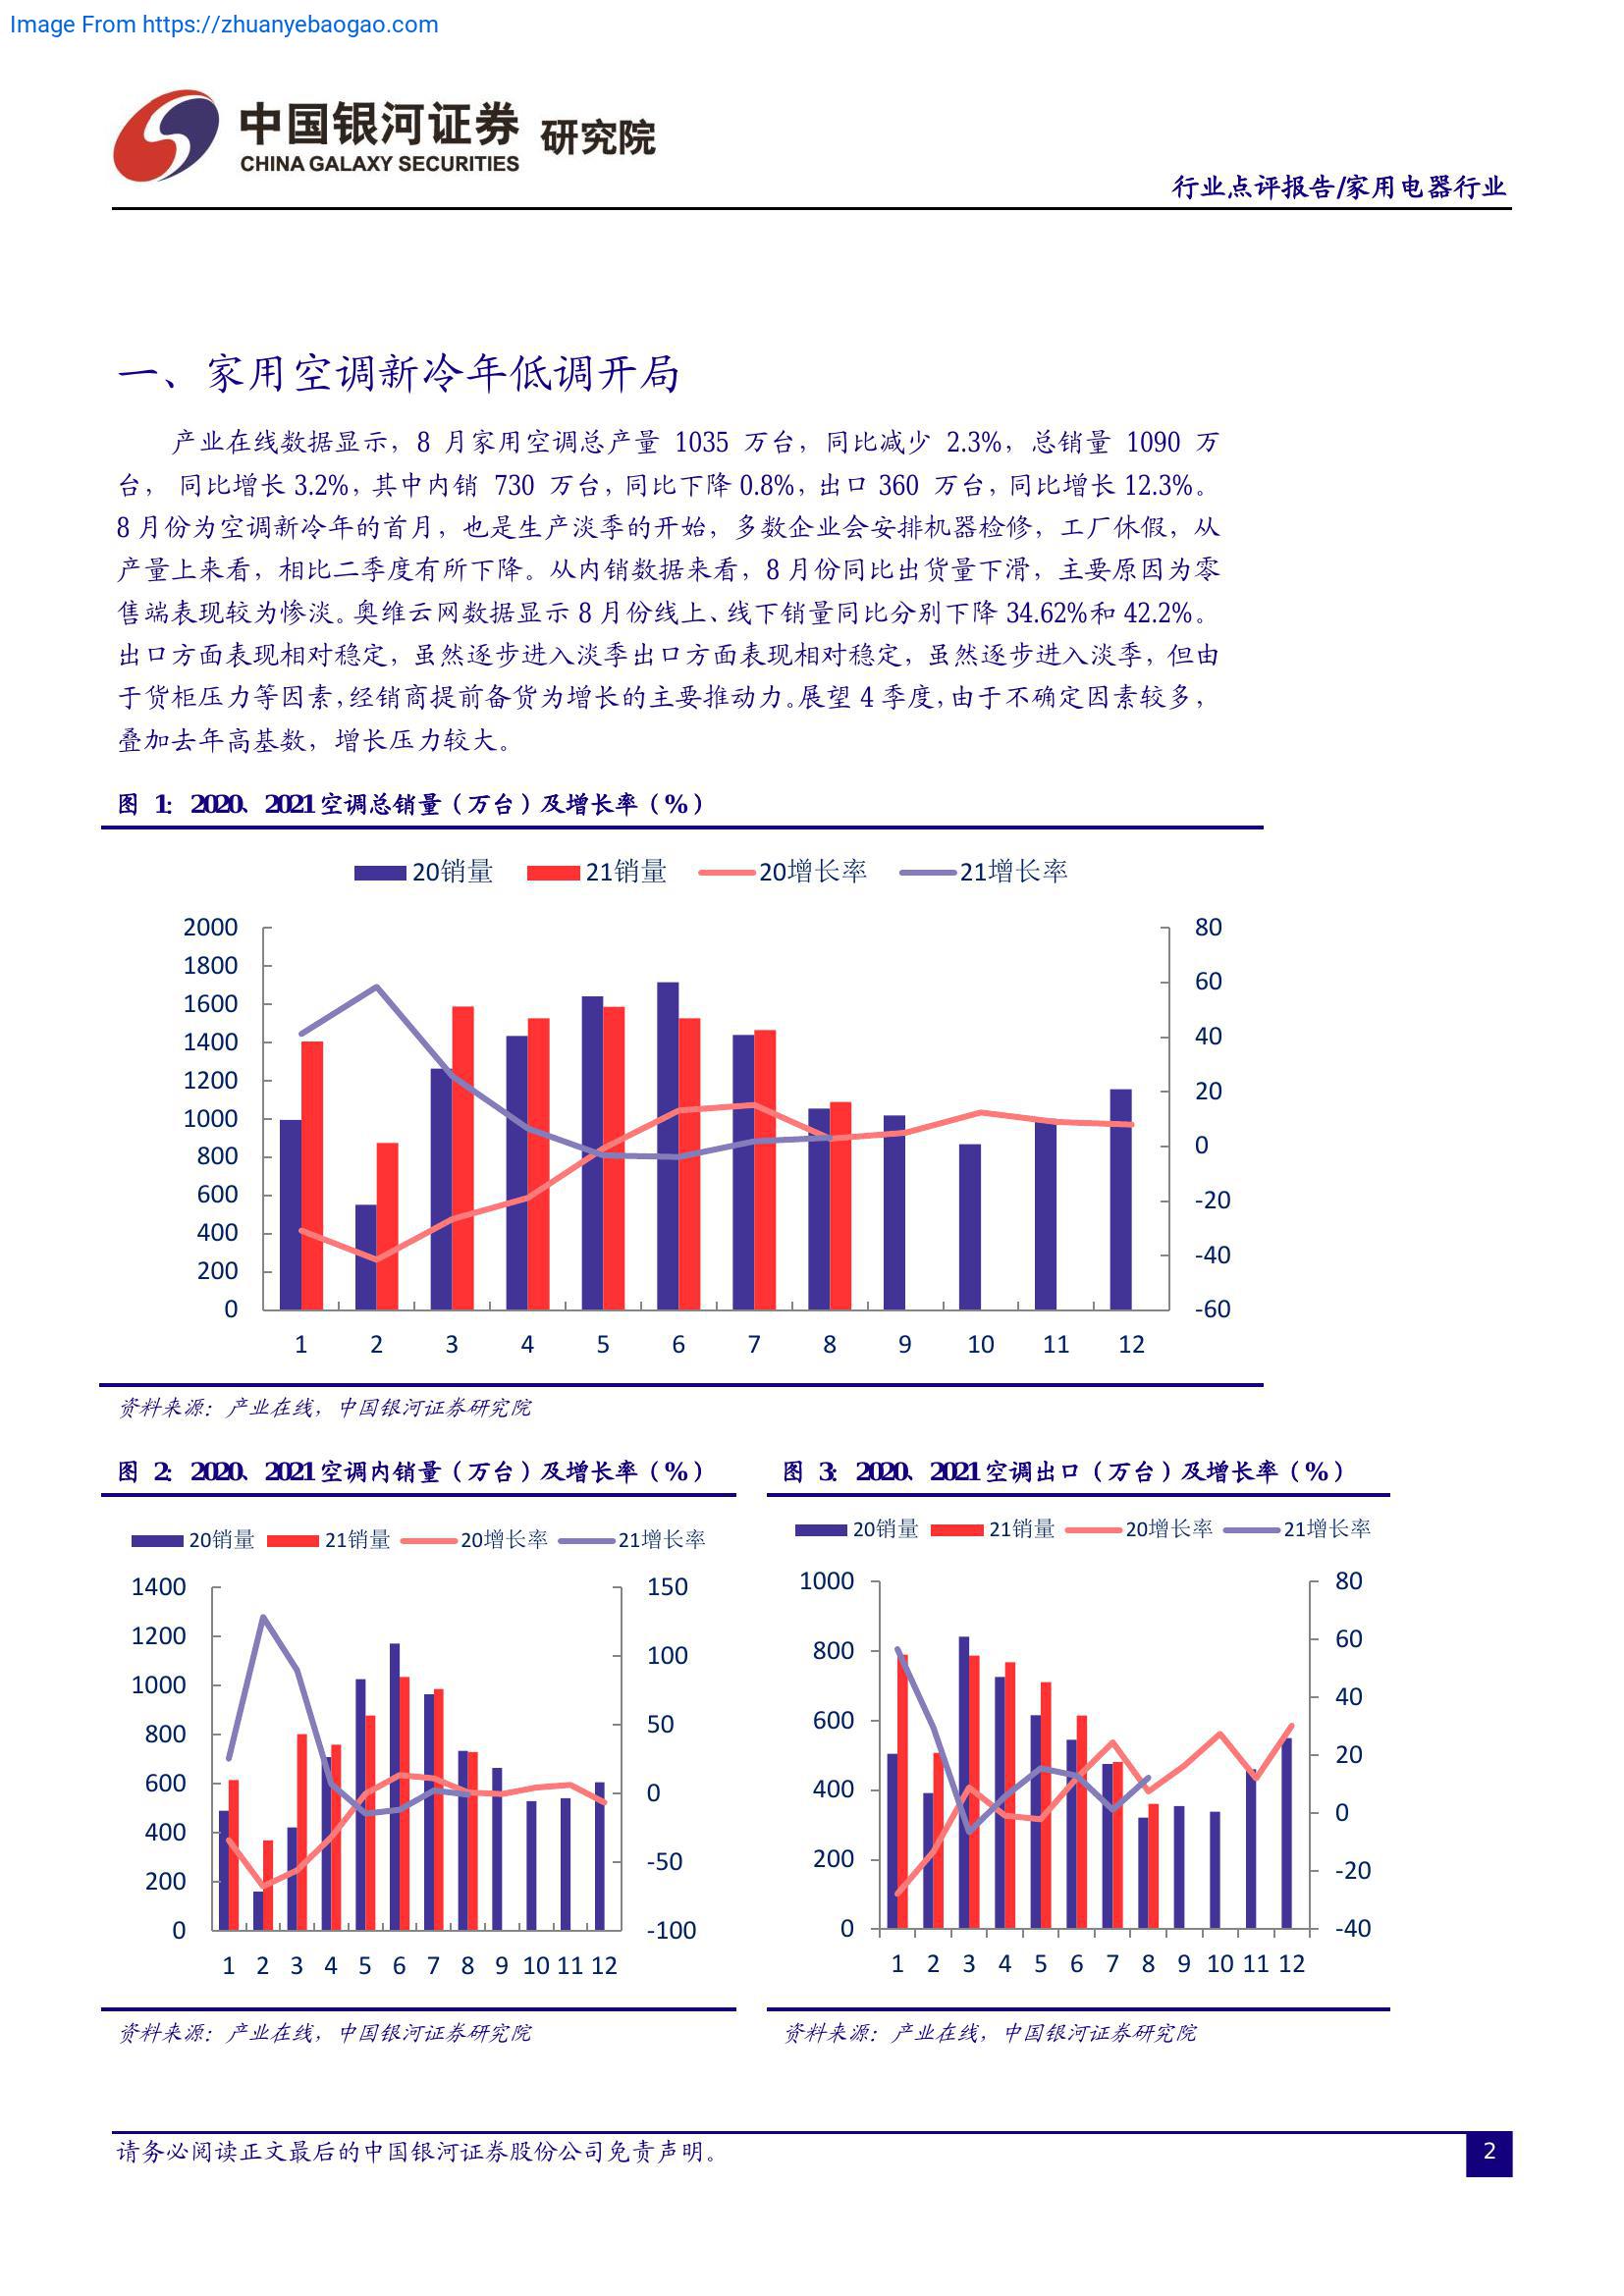 Image From https://zhuanyebaogao.com
中国银河证券 研究院
CHINA GALAXY SECURITIES
行业点评报告/家用电器行业
一、家用空调新冷年低调开局
产业在线数据显示，8 月家用空调总产量 1035 万台，同比减少 2.3%，总销量 1090 万
台， 同比增长 3.2%，其中内销 730 万台，同比下降 0.8%，出口 360 万台，同比增长 12.3%。
8 月份为空调新冷年的首月，也是生产淡季的开始，多数企业会安排机器检修，工厂休假，从
产量上来看，相比二季度有所下降。从内销数据来看，8 月份同比出货量下滑，主要原因为零
售端表现较为惨淡。奥维云网数据显示 8 月份线上、线下销量同比分别下降 34.62%和 42.2%。
出口方面表现相对稳定，虽然逐步进入淡季出口方面表现相对稳定，虽然逐步进入淡季，但由
于货柜压力等因素，经销商提前备货为增长的主要推动力。展望 4 季度，由于不确定因素较多，
叠加去年高基数，增长压力较大。
图 1： 2020、2021 空调总销量（万台）及增长率（%）
20销量 21销量 20增长率 21增长率
2000 80
1800
1600 60
1400 40
1200
1000 20
800 0
600 -20
400 -40
200
0 -60
1 2 3 4 5 6 7 8 9 10 11 12
资料来源：产业在线，中国银河证券研究院
图 2： 2020、2021 空调内销量（万台）及增长率（%）
20销量 21销量 20增长率 21增长率
1400 150
1200 100
1000
800 50
600 0
400 -50
200
0 -100
1 2 3 4 5 6 7 8 9 10 11 12
资料来源：产业在线，中国银河证券研究院
图 3： 2020、2021 空调出口（万台）及增长率（%）
20销量 21销量 20增长率 21增长率
1000 80
800 60
600 40
400 20
200 0
0 -20
-40
1 2 3 4 5 6 7 8 9 10 11 12
资料来源：产业在线，中国银河证券研究院
请务必阅读正文最后的中国银河证券股份公司免责声明。
2